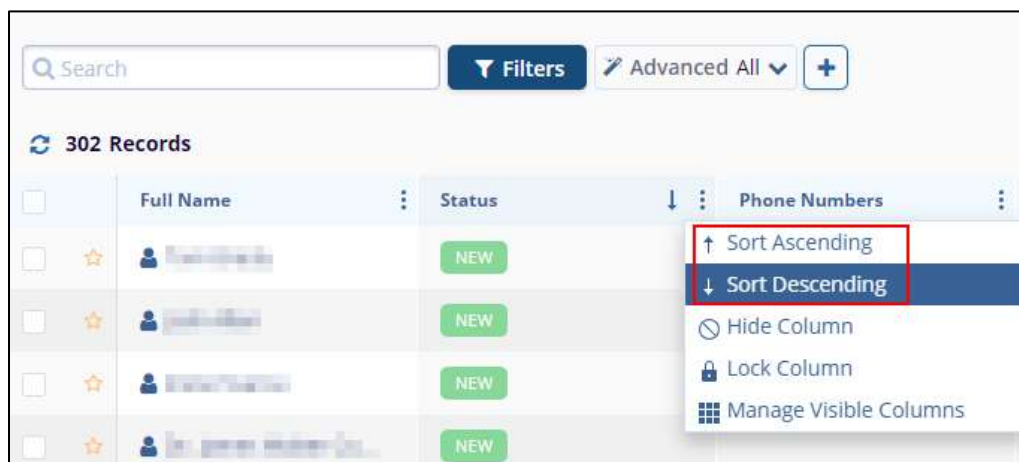 Search
Filters
Advanced All
302 Records
Full Name
Status
Phone Numbers
Sort Ascending
NEW
Sort Descending
NEW
Hide Column
Lock Column
NEW
Manage Visible Columns
NEW